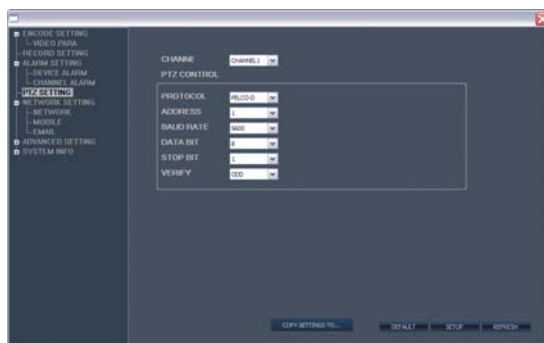 ENCODE SETTING
VIDEO PARA
RECORD SETTING
ALARM SETTING
DEVICE ALARM
CHANNEL ALARM
PTZ SETTING
NETWORK SETTING
NETWORK
MOBILE
EMAIL
ADVANCED SETTING
SYSTEM INFO
CHANNE CHANNEL1
PTZ CONTROL
PROTOCOL PELCO-D
ADDRESS 1
BAUD RATE 9600
DATA BIT 8
STOP BIT 1
VERIFY ODD
COPY SETTINGS TO... DEFAULT SETUP REFRESH